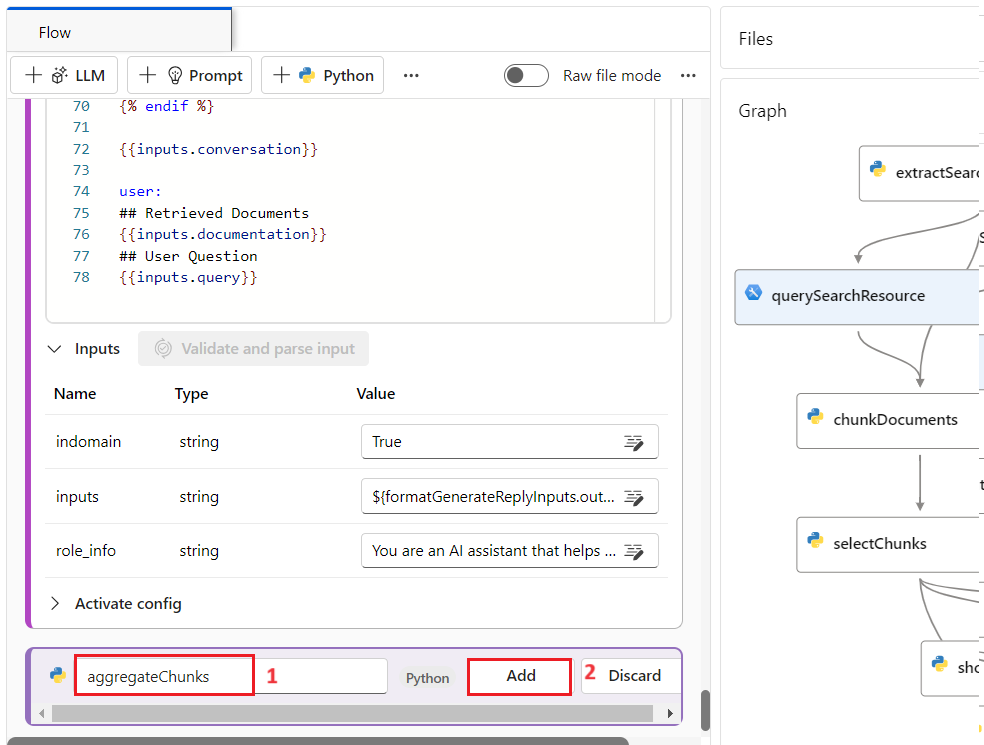 Flow
LLM Prompt Python ... Raw file mode ...
70 {% endif %}
71
72 {{inputs.conversation}}
73
74 user:
75 ## Retrieved Documents
76 {{inputs.documentation}}
77 ## User Question
78 {{inputs.query}}
Inputs Validate and parse input
Name Type Value
indomain string True
inputs string ${formatGenerateReplyInputs.out...
role_info string You are an AI assistant that helps ...
Activate config
aggregateChunks 1 Python Add 2 Discard
Files
Graph
extractSearc
querySearchResource
chunkDocuments
selectChunks
sho